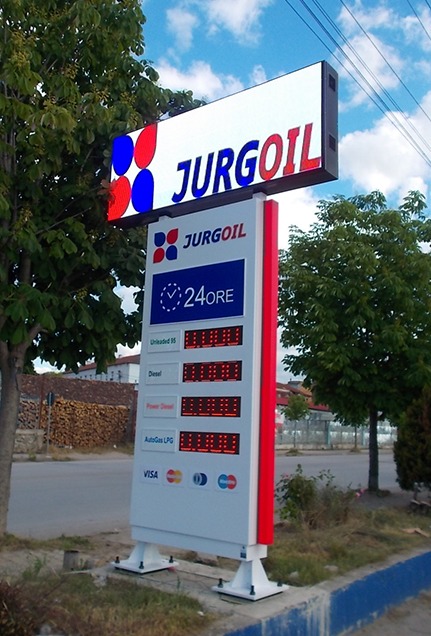 JURGOIL
JURGOIL
24ORE
Unleaded 95
Diesel
Power Diesel
AutoGas LPG
VISA